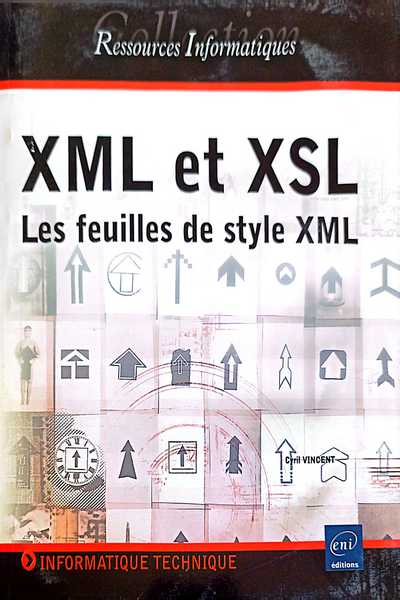 Collection
Ressources Informatiques
XML et XSL
Les feuilles de style XML
Cyril VINCENT
INFORMATIQUE TECHNIQUE
eni
éditions